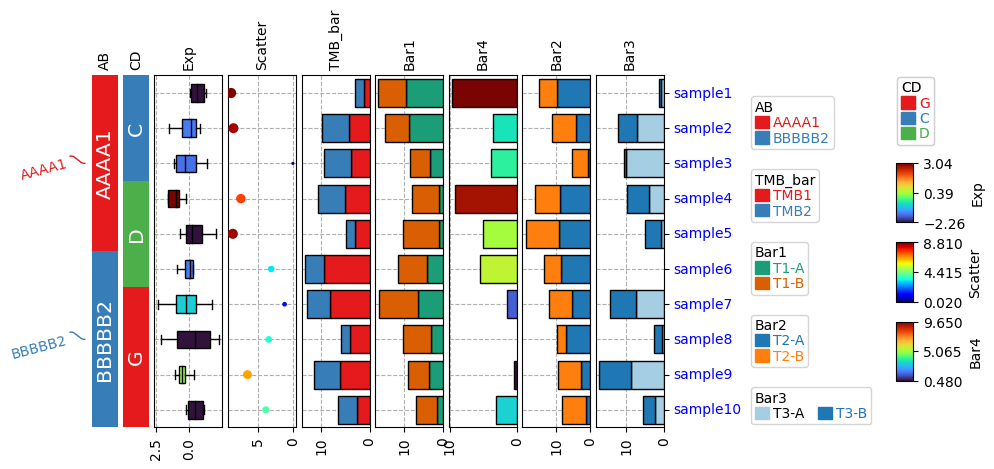 AB
CD
Exp
Scatter
TMB_bar
Bar1
Bar4
Bar2
Bar3
AAAA1
BBBBB2
AAAA1
BBBBB2
C
D
G
sample1
sample2
sample3
sample4
sample5
sample6
sample7
sample8
sample9
sample10
2.5
0.0
5
0
10
0
10
0
10
0
10
0
10
0
AB
AAAA1
BBBBB2
TMB_bar
TMB1
TMB2
Bar1
T1-A
T1-B
Bar2
T2-A
T2-B
Bar3
T3-A T3-B
CD
G
C
D
3.04
0.39
−2.26
Exp
8.810
4.415
0.020
Scatter
9.650
5.065
0.480
Bar4